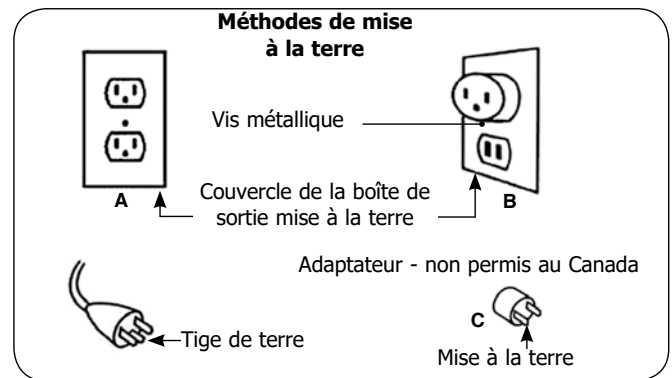 Méthodes de mise
à la terre
Vis métallique
A
B
Couvercle de la boîte de
sortie mise à la terre
Adaptateur - non permis au Canada
C
Tige de terre
Mise à la terre